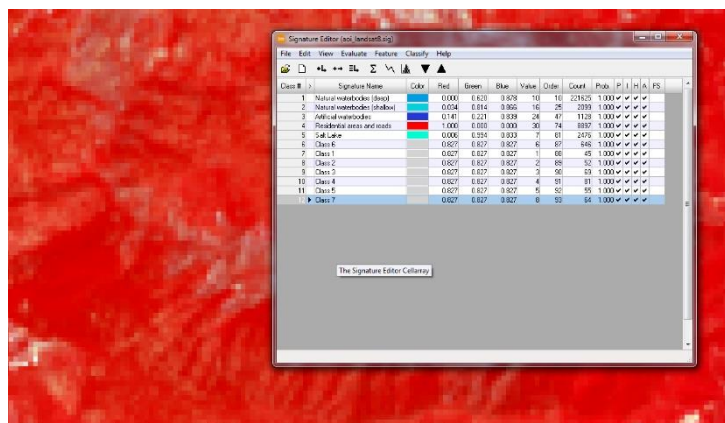 Signature Editor (aoi_landsat8.sig)
File Edit View Evaluate Feature Classify Help
Class # > Signature Name Color Red Green Blue Value Order Count Prob. P I H A FS
1 Natural waterbodies (deep) 0.000 0.620 0.878 10 10 221625 1.000
2 Natural waterbodies (shallow) 0.034 0.814 0.866 16 25 2099 1.000
3 Artificial waterbodies 0.141 0.221 0.839 24 47 1128 1.000
4 Residential areas and roads 1.000 0.000 0.000 30 74 9897 1.000
5 Salt Lake 0.006 0.994 0.833 7 81 2476 1.000
6 Class 6 0.827 0.827 0.827 6 87 646 1.000
7 Class 1 0.827 0.827 0.827 1 88 45 1.000
8 Class 2 0.827 0.827 0.827 2 89 52 1.000
9 Class 3 0.827 0.827 0.827 3 90 69 1.000
10 Class 4 0.827 0.827 0.827 4 91 81 1.000
11 Class 5 0.827 0.827 0.827 5 92 55 1.000
12 Class 7 0.827 0.827 0.827 8 93 64 1.000
The Signature Editor Cellarray